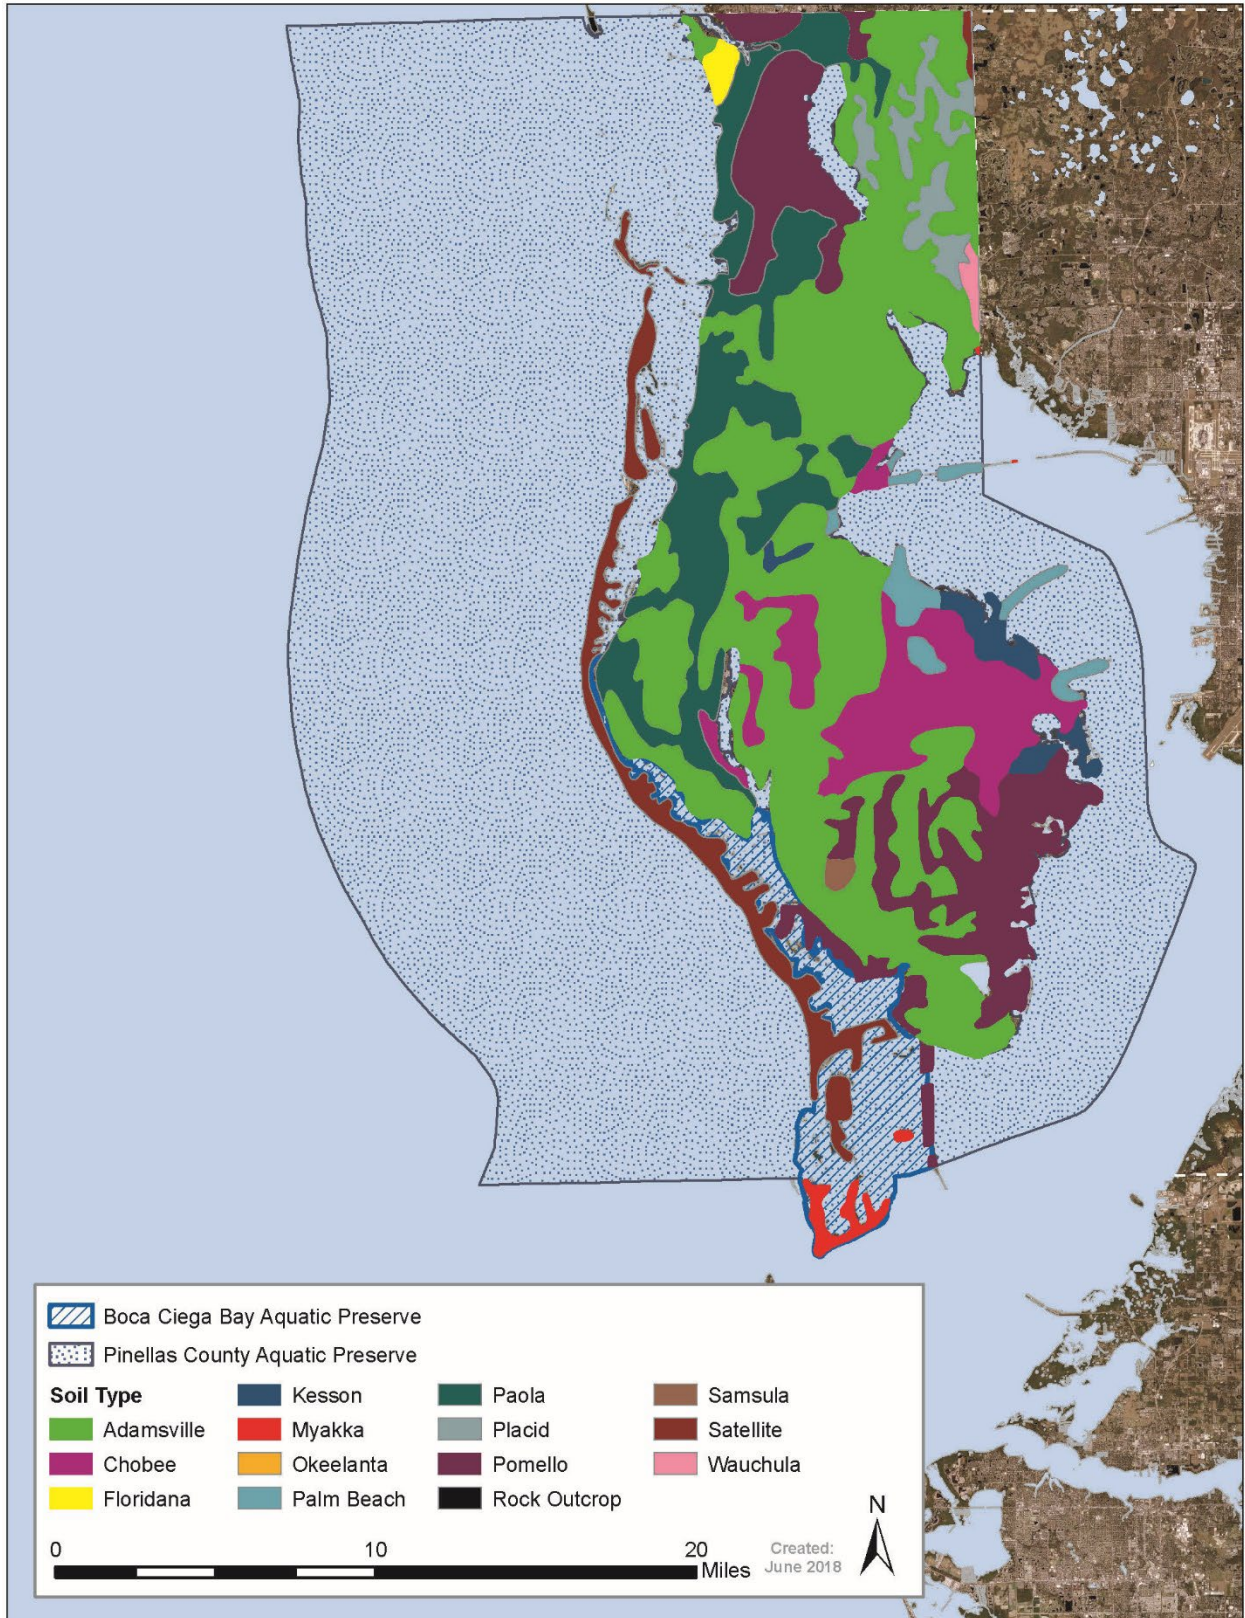 Boca Ciega Bay Aquatic Preserve
Pinellas County Aquatic Preserve
Soil Type
Adamsville
Chobee
Floridana
Kesson
Myakka
Okeelanta
Palm Beach
Paola
Placid
Pomello
Rock Outcrop
Samsula
Satellite
Wauchula
0 10 20 Miles
Created:
June 2018
N